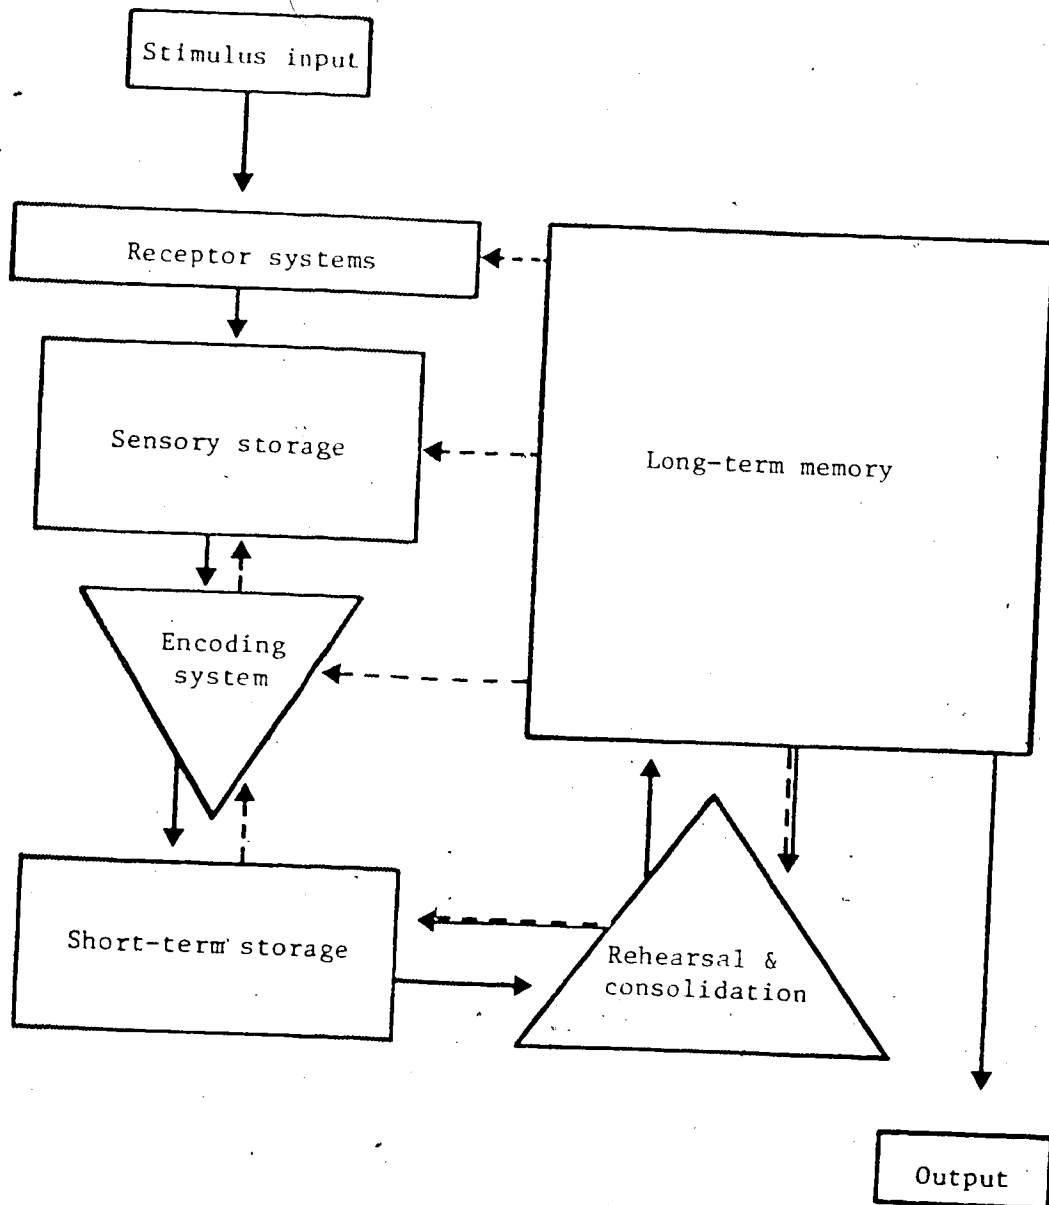 Stimulus input
Receptor systems
Sensory storage
Long-term memory
Encoding
system
Short-term storage
Rehearsal &
consolidation
Output